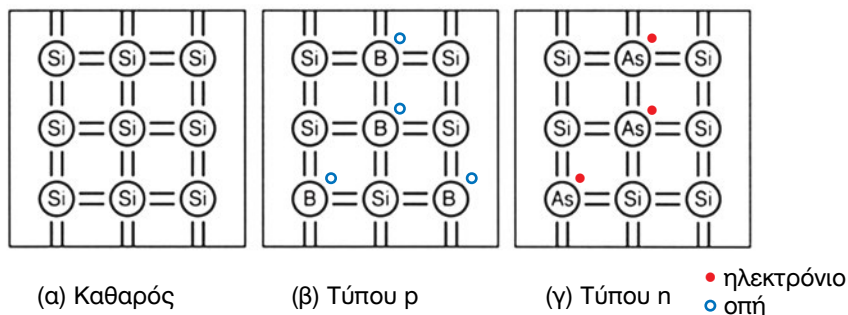 Si Si Si
Si Si Si
Si Si Si
Si B Si
Si B Si
B Si B
Si As Si
Si As Si
As Si Si
(α) Καθαρός
(β) Τύπου p
(γ) Τύπου n
ηλεκτρόνιο
οπή